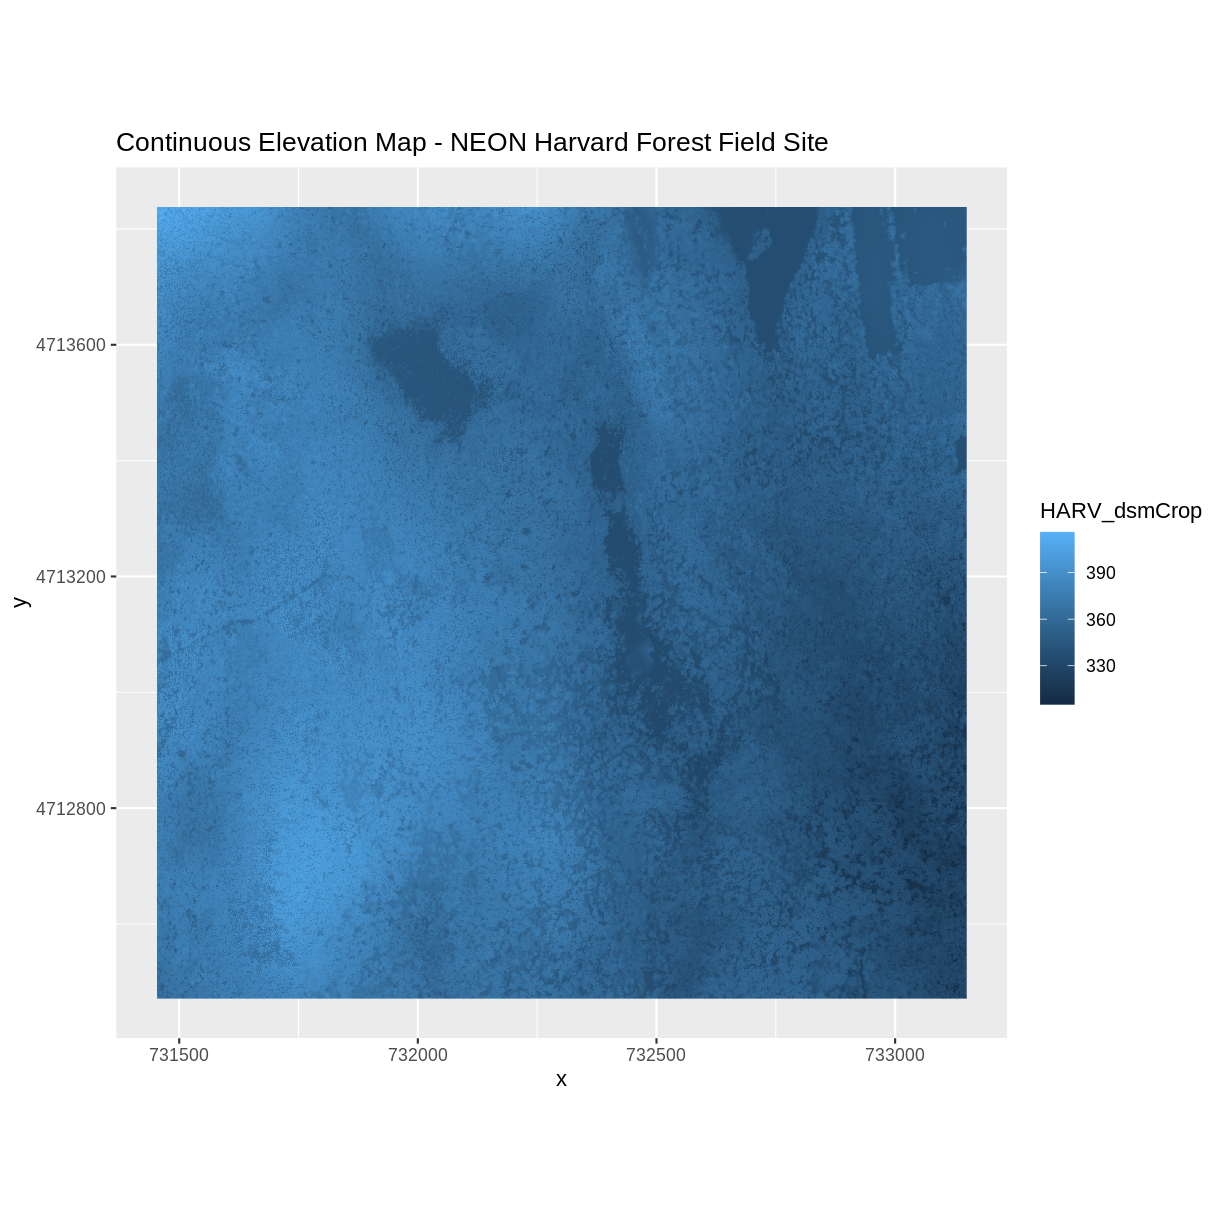 Continuous Elevation Map - NEON Harvard Forest Field Site
4713600
4713200
4712800
y
731500 732000 732500 733000
x
HARV_dsmCrop
390
360
330